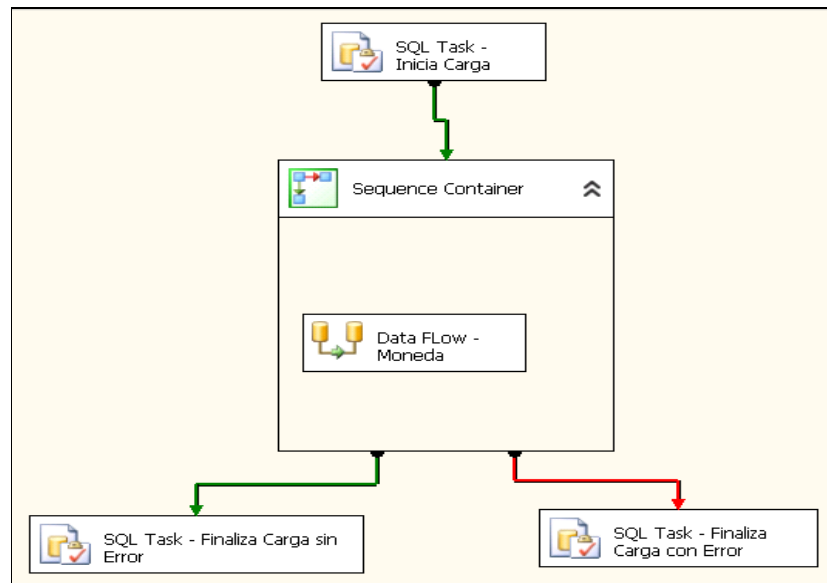 SQL Task -
Inicia Carga
Sequence Container
Data FLow -
Moneda
SQL Task - Finaliza Carga sin
Error
SQL Task - Finaliza
Carga con Error